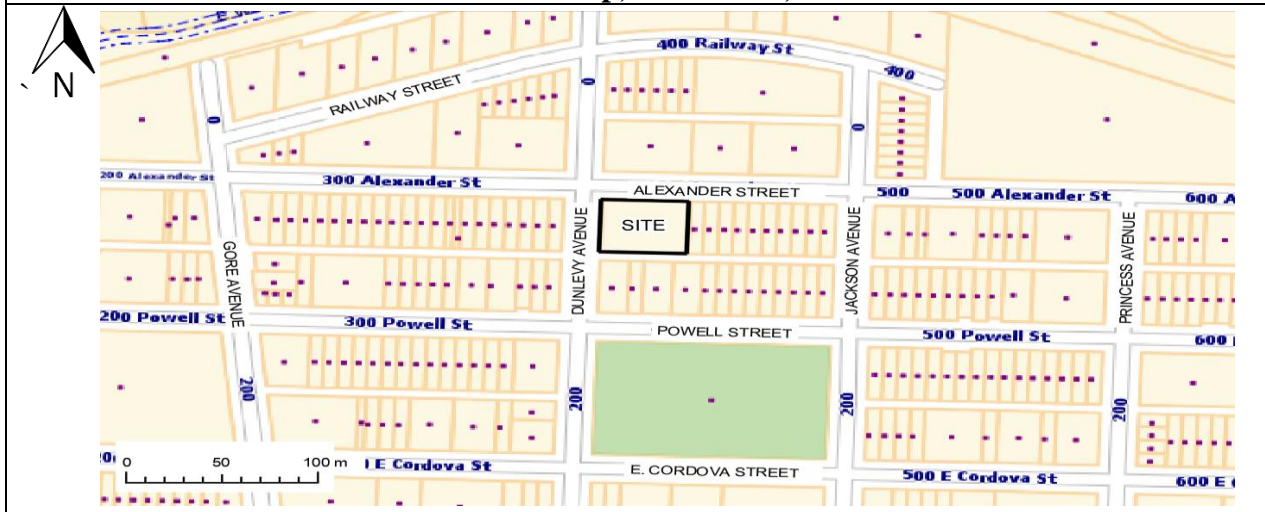 N
400 Railway St
400
RAILWAY STREET
0
0
0
200 Alexander St
300 Alexander St
ALEXANDER STREET
500
500 Alexander St
600 A
SITE
GORE AVENUE
DUNLEVY AVENUE
JACKSON AVENUE
PRINCESS AVENUE
200 Powell St
300 Powell St
POWELL STREET
500 Powell St
600
200
200
200
200
0
50
100 m
E Cordova St
E. CORDOVA STREET
500 E Cordova St
600 E